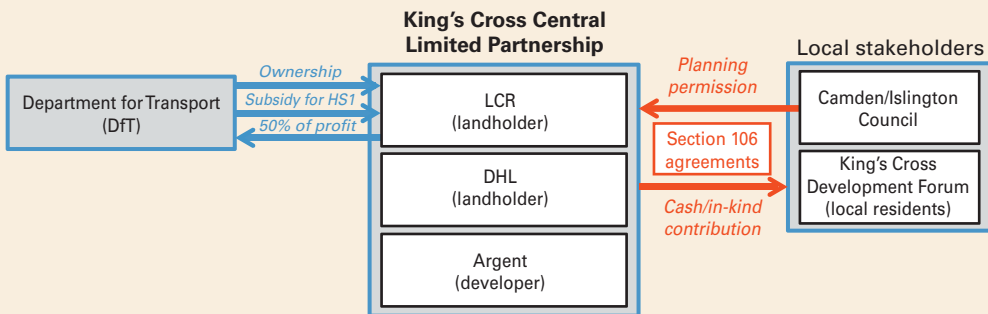 King's Cross Central
Limited Partnership
Department for Transport
(DfT)
Ownership
Subsidy for HS1
50% of profit
LCR
(landholder)
DHL
(landholder)
Argent
(developer)
Planning
permission
Section 106
agreements
Cash/in-kind
contribution
Local stakeholders
Camden/Islington
Council
King's Cross
Development Forum
(local residents)